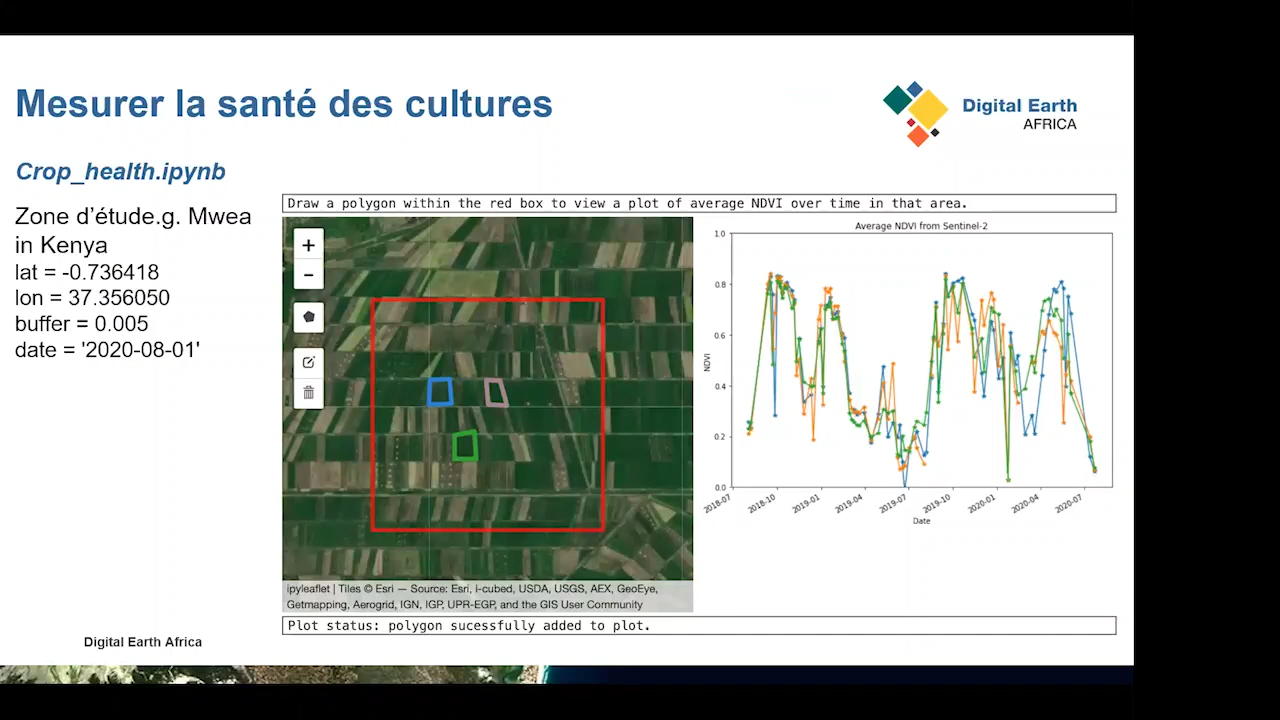 Mesurer la santé des cultures
Digital Earth
AFRICA
Crop_health.ipynb
Zone d’étude.g. Mwea
in Kenya
lat = -0.736418
lon = 37.356050
buffer = 0.005
date = '2020-08-01'
Draw a polygon within the red box to view a plot of average NDVI over time in that area.
+
−
ipyleaflet | Tiles © Esri — Source: Esri, i-cubed, USDA, USGS, AEX, GeoEye,
Getmapping, Aerogrid, IGN, IGP, UPR-EGP, and the GIS User Community
Average NDVI from Sentinel-2
1.0
0.8
0.6
0.4
0.2
0.0
NDVI
2018-07
2018-10
2019-01
2019-04
2019-07
2019-10
2020-01
2020-04
2020-07
Date
Plot status: polygon sucessfully added to plot.
Digital Earth Africa